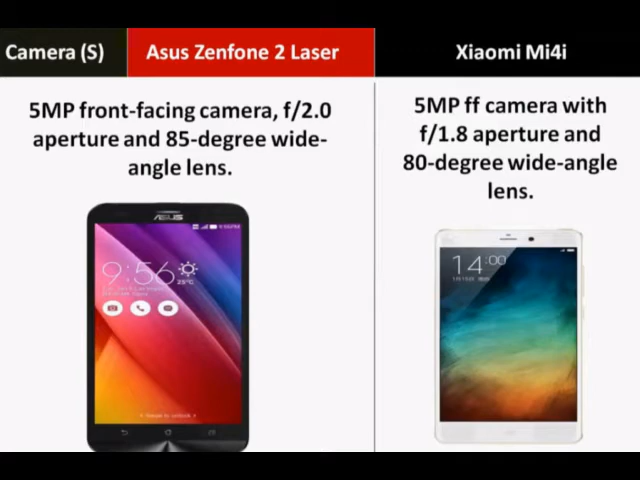 Camera (S)
Asus Zenfone 2 Laser
Xiaomi Mi4i
5MP front-facing camera, f/2.0
aperture and 85-degree wide-
angle lens.
5MP ff camera with
f/1.8 aperture and
80-degree wide-angle
lens.
ASUS
9:56
25°C
14:00